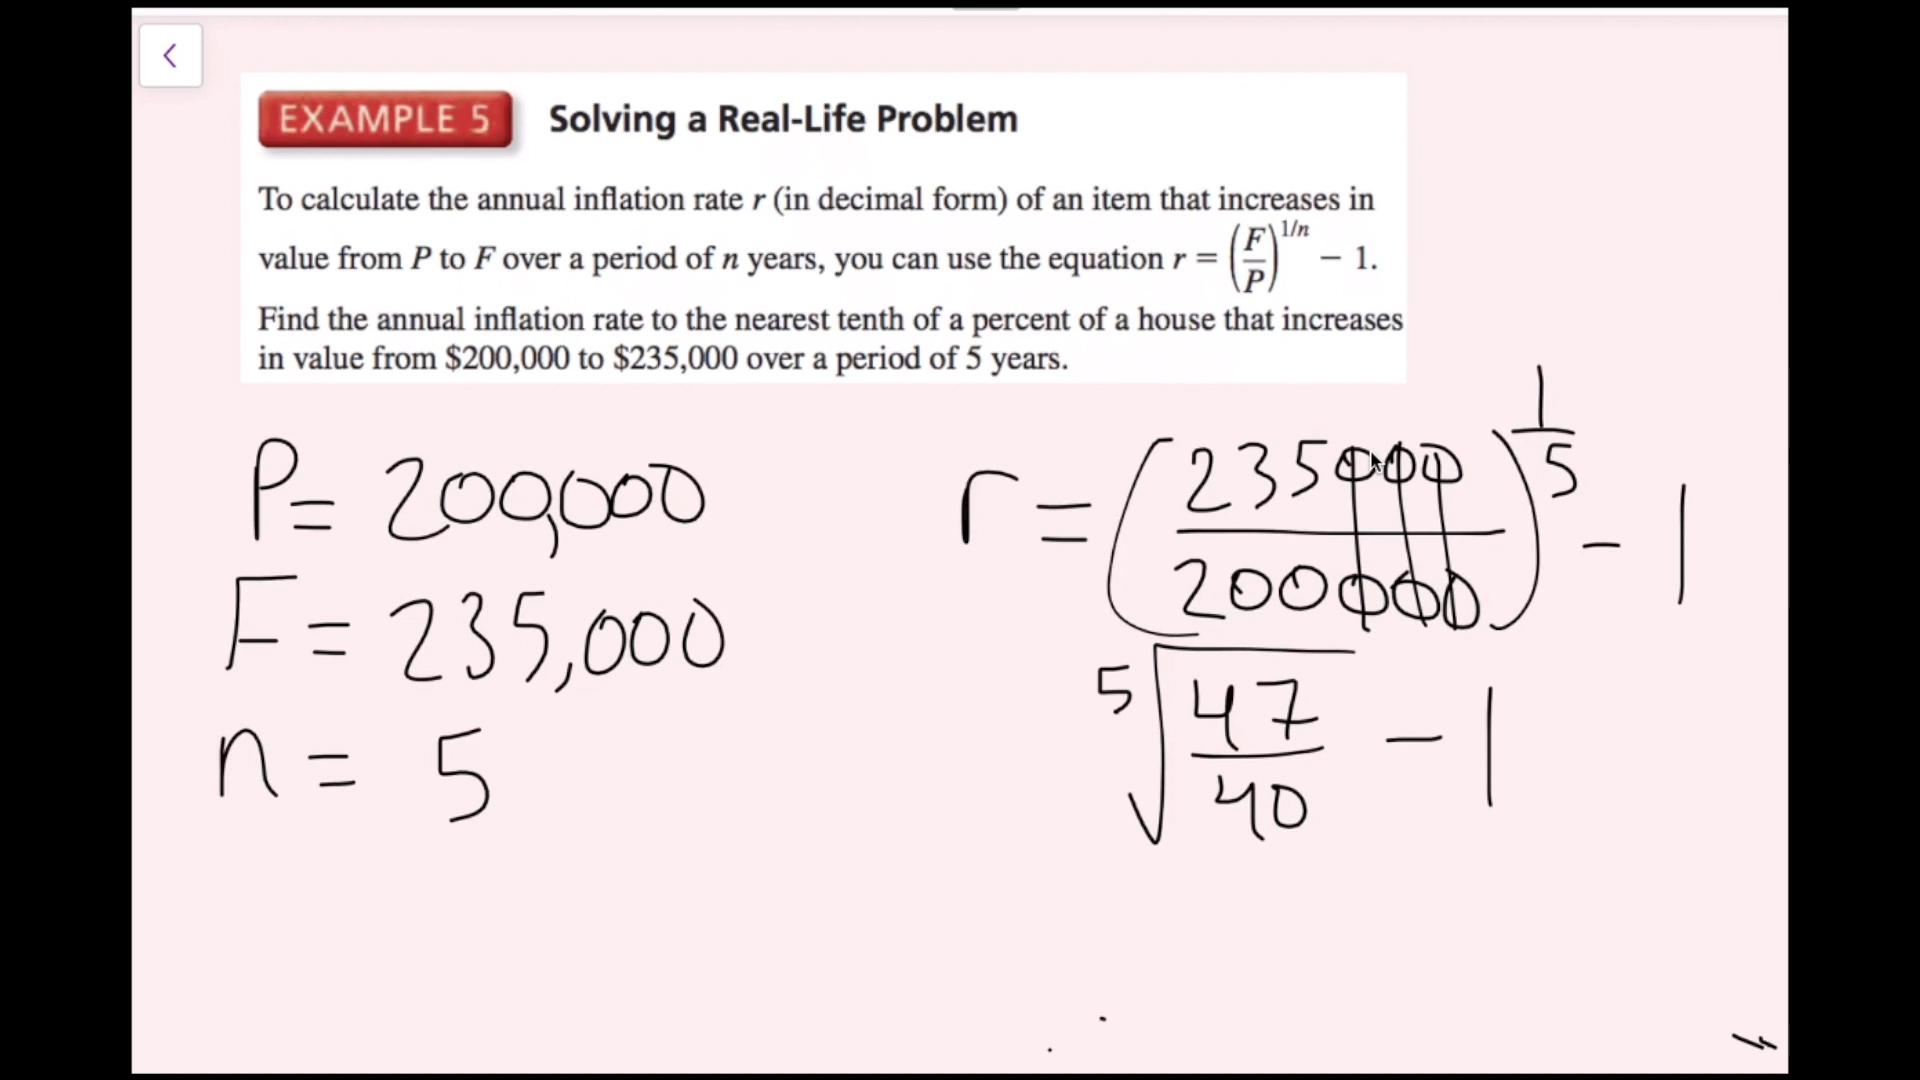 EXAMPLE 5 Solving a Real-Life Problem
To calculate the annual inflation rate r (in decimal form) of an item that increases in
value from P to F over a period of n years, you can use the equation r = (F/P)^1/n − 1.
Find the annual inflation rate to the nearest tenth of a percent of a house that increases
in value from $200,000 to $235,000 over a period of 5 years.
P = 200,000
F = 235,000
n = 5
r = (235000/200000)^1/5 − 1
⁵√(47/40) − 1